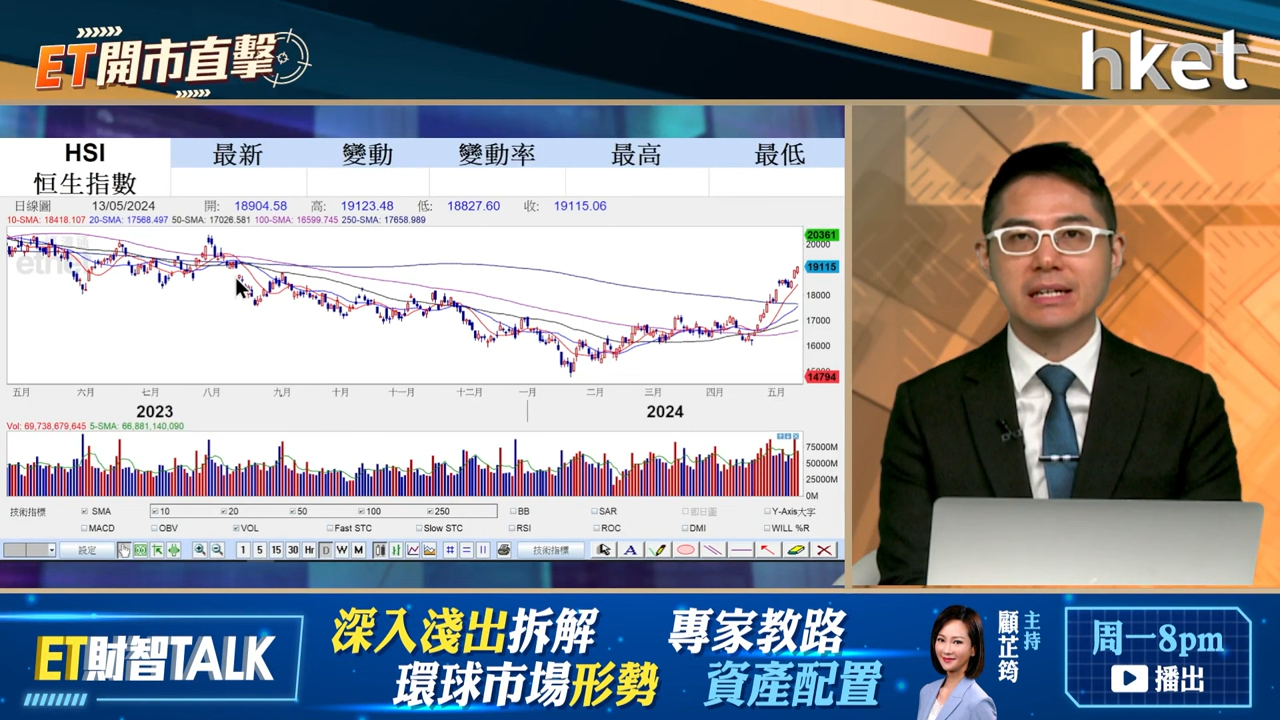 ET開市直擊
hket
HSI 最新 變動 變動率 最高 最低
恒生指數
日線圖 13/05/2024 開: 18904.58 高: 19123.48 低: 18827.60 收: 19115.06
10-SMA: 18418.107 20-SMA: 17568.497 50-SMA: 17026.581 100-SMA: 16599.745 250-SMA: 17658.989
20361
20000
19115
18000
17000
16000
14794
五月 六月 七月 八月 九月 十月 十一月 十二月 一月 二月 三月 四月 五月
2023 2024
Vol: 69,738,679,645 5-SMA: 66,881,140,090
75000M
50000M
25000M
0M
技術指標 SMA 10 20 50 100 250 BB SAR 即日圖 Y-Axis大字
MACD OBV VOL Fast STC Slow STC RSI ROC DMI WILL %R
設定 1 5 15 30 Hr D W M 技術指標 A
ET財智TALK
深入淺出拆解
環球市場形勢
專家教路
資產配置
主持
顧芷筠
周一8pm
播出